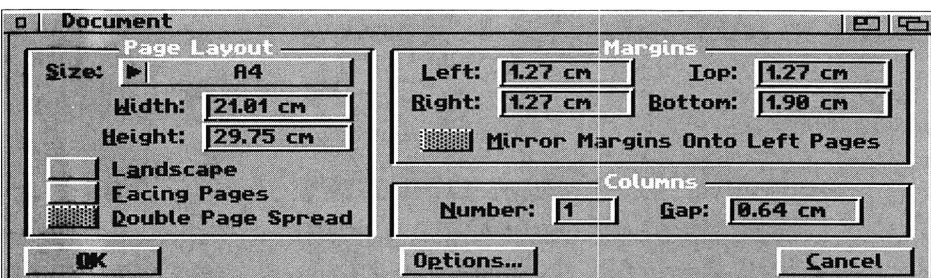 Document
Page Layout
Size: A4
Width: 21.01 cm
Height: 29.75 cm
Landscape
Facing Pages
Double Page Spread
Margins
Left: 1.27 cm Top: 1.27 cm
Right: 1.27 cm Bottom: 1.90 cm
Mirror Margins Onto Left Pages
Columns
Number: 1 Gap: 0.64 cm
OK Options... Cancel